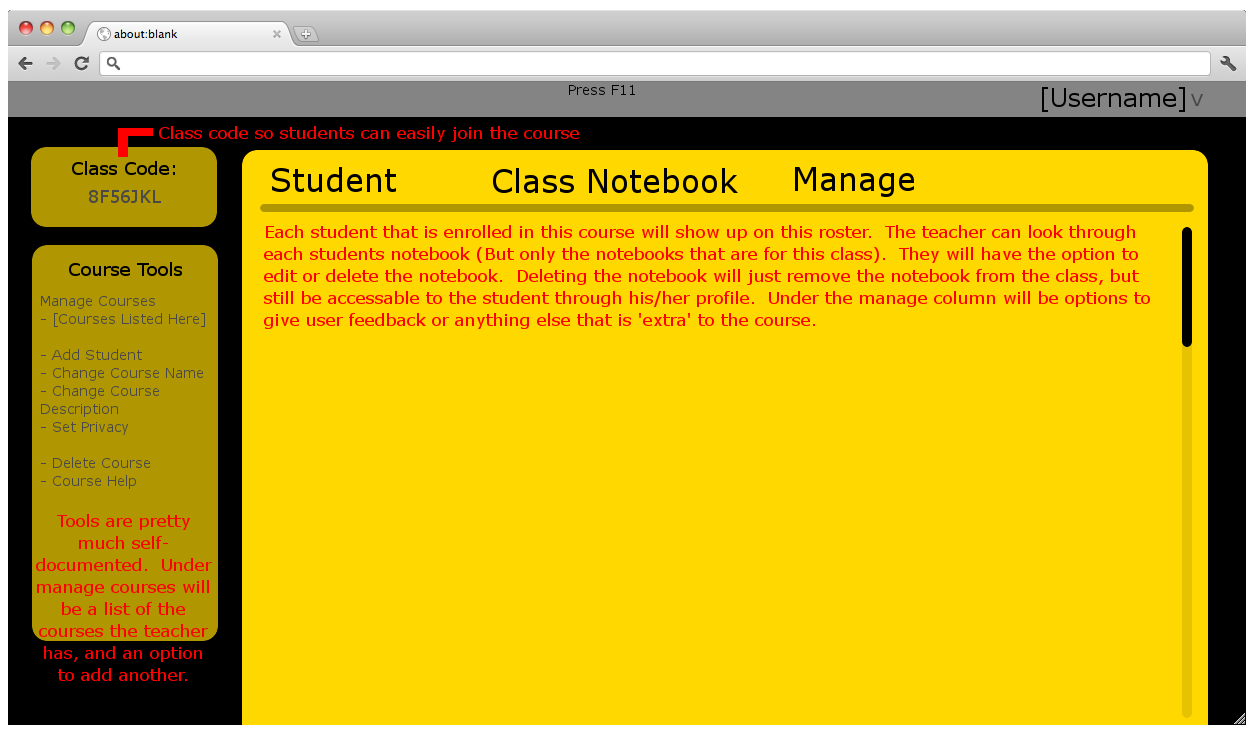 about:blank
Press F11
[Username] v
Class code so students can easily join the course
Class Code:
8F56JKL
Course Tools
Manage Courses
- [Courses Listed Here]
- Add Student
- Change Course Name
- Change Course
Description
- Set Privacy
- Delete Course
- Course Help
Tools are pretty
much self-
documented.  Under
manage courses will
be a list of the
courses the teacher
has, and an option
to add another.
Student Class Notebook Manage
Each student that is enrolled in this course will show up on this roster.  The teacher can look through
each students notebook (But only the notebooks that are for this class).  They will have the option to
edit or delete the notebook.  Deleting the notebook will just remove the notebook from the class, but
still be accessable to the student through his/her profile.  Under the manage column will be options to
give user feedback or anything else that is 'extra' to the course.